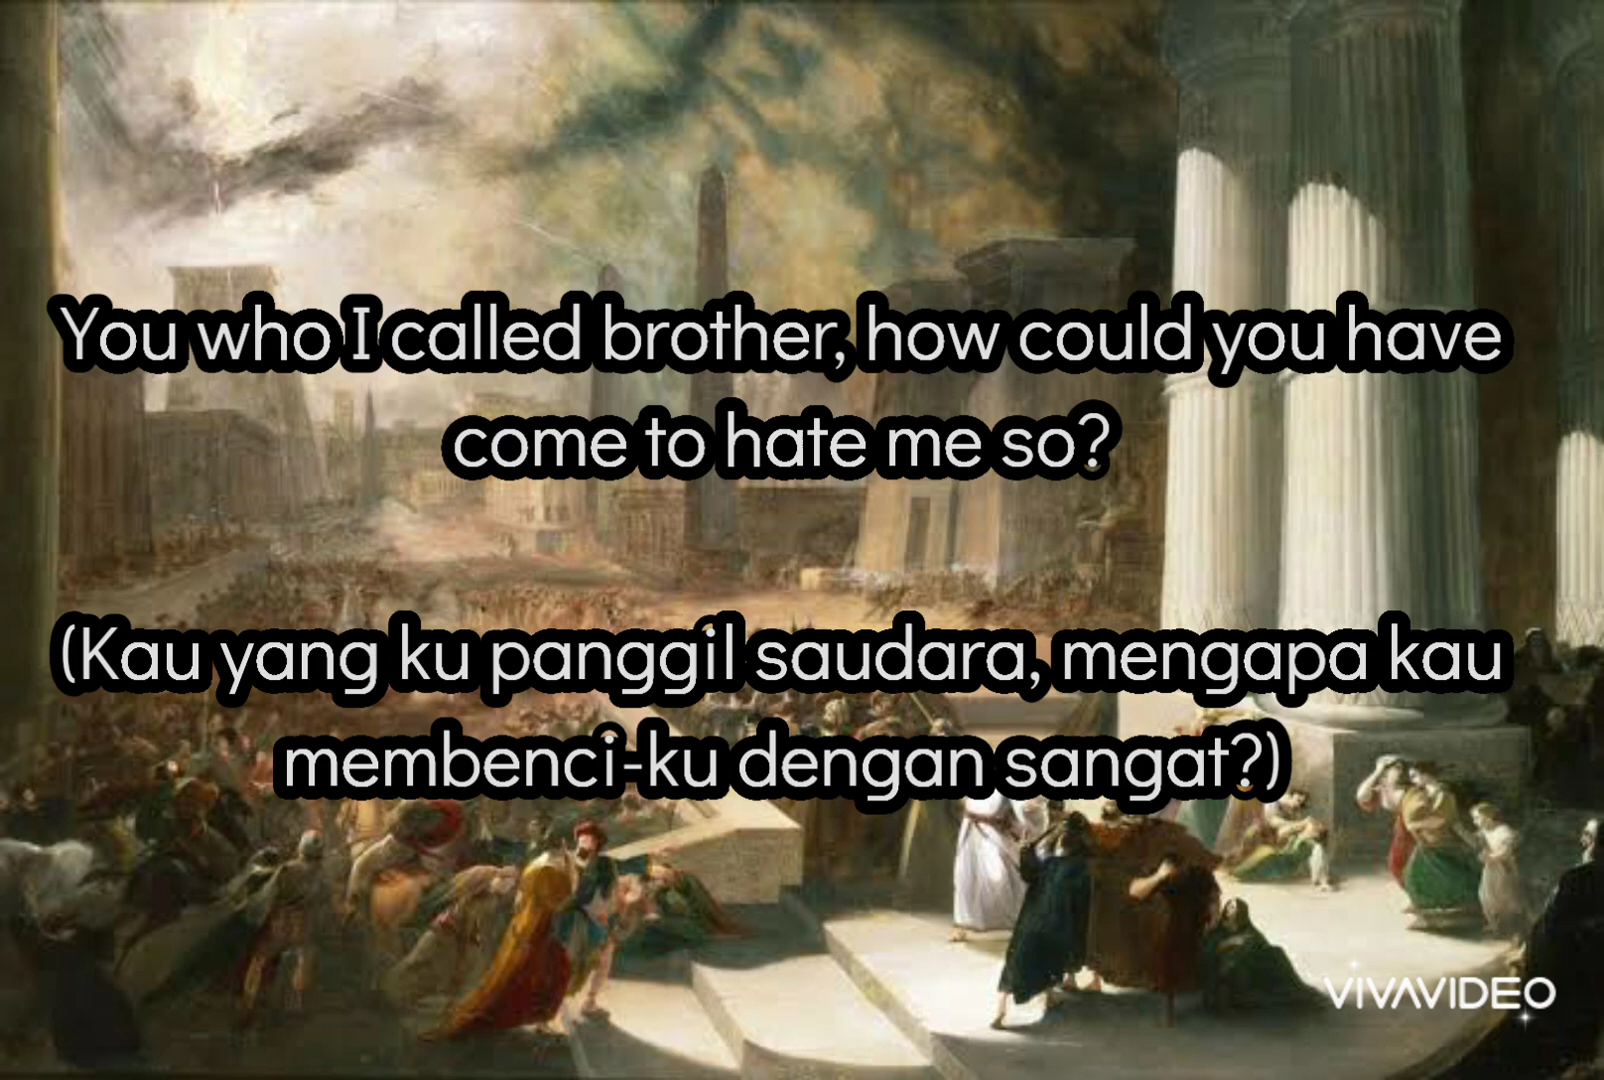 You who I called brother, how could you have
come to hate me so?
(Kau yang ku panggil saudara, mengapa kau
membenci-ku dengan sangat?)
VIVAVIDEO